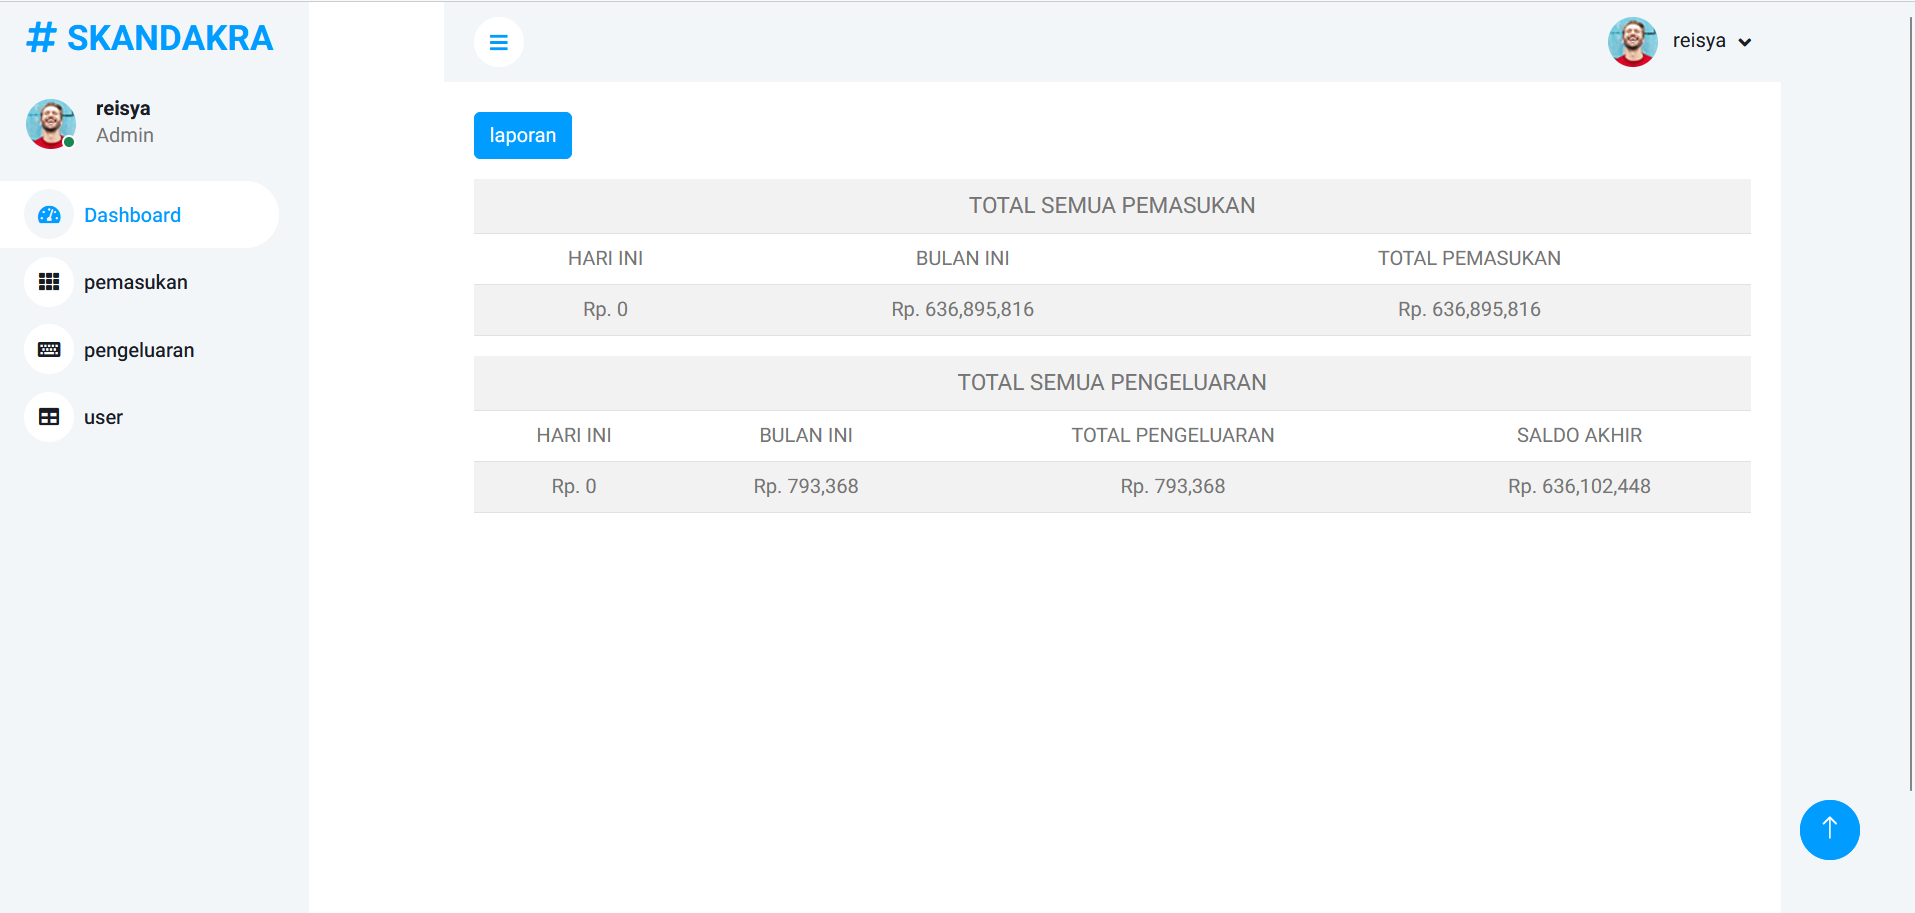 # SKANDAKRA
reisya
Admin
Dashboard
pemasukan
pengeluaran
user
reisya
laporan
TOTAL SEMUA PEMASUKAN
HARI INI BULAN INI TOTAL PEMASUKAN
Rp. 0 Rp. 636,895,816 Rp. 636,895,816
TOTAL SEMUA PENGELUARAN
HARI INI BULAN INI TOTAL PENGELUARAN SALDO AKHIR
Rp. 0 Rp. 793,368 Rp. 793,368 Rp. 636,102,448